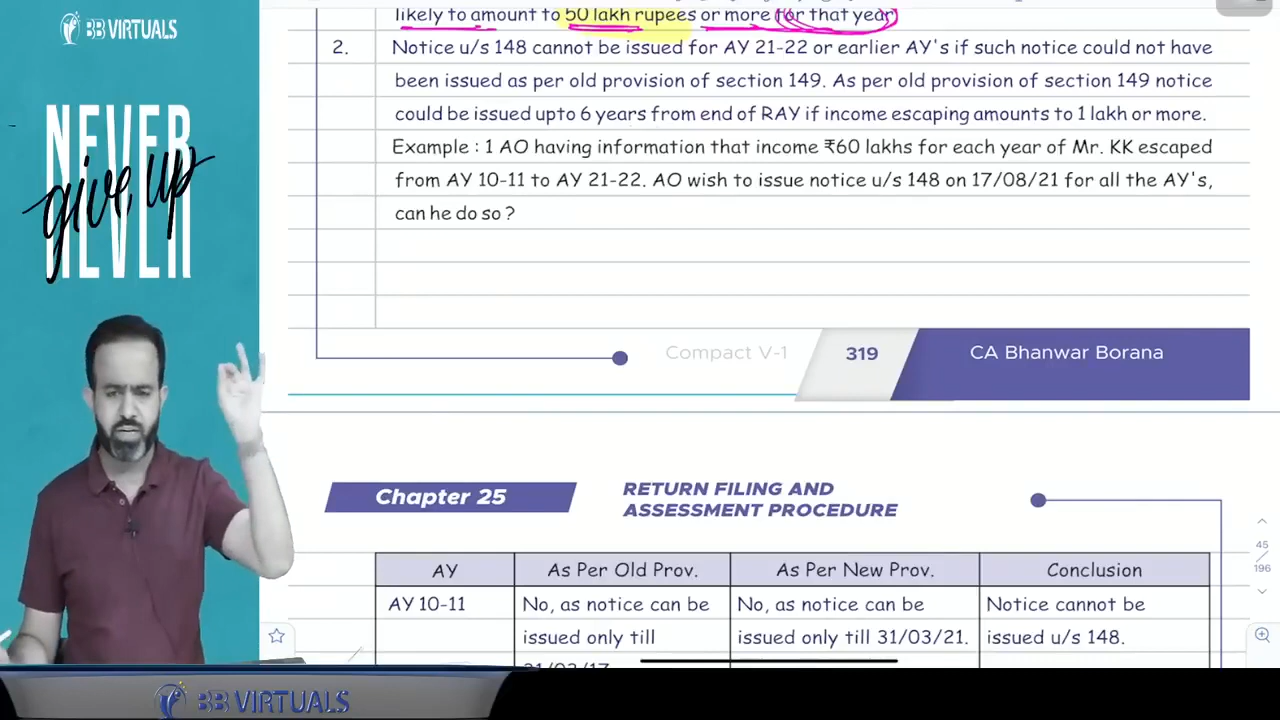 likely to amount to 50 lakh rupees or more (for that year)
BB VIRTUALS
2. Notice u/s 148 cannot be issued for AY 21-22 or earlier AY's if such notice could not have
been issued as per old provision of section 149. As per old provision of section 149 notice
could be issued upto 6 years from end of RAY if income escaping amounts to 1 lakh or more.
Example : 1 AO having information that income ₹60 lakhs for each year of Mr. KK escaped
from AY 10-11 to AY 21-22. AO wish to issue notice u/s 148 on 17/08/21 for all the AY's,
can he do so ?
NEVER
give up
NEVER
Compact V-1 319 CA Bhanwar Borana
Chapter 25
RETURN FILING AND
ASSESSMENT PROCEDURE
45
196
AY As Per Old Prov. As Per New Prov. Conclusion
AY 10-11 No, as notice can be No, as notice can be Notice cannot be
issued only till issued only till 31/03/21. issued u/s 148.
BB VIRTUALS